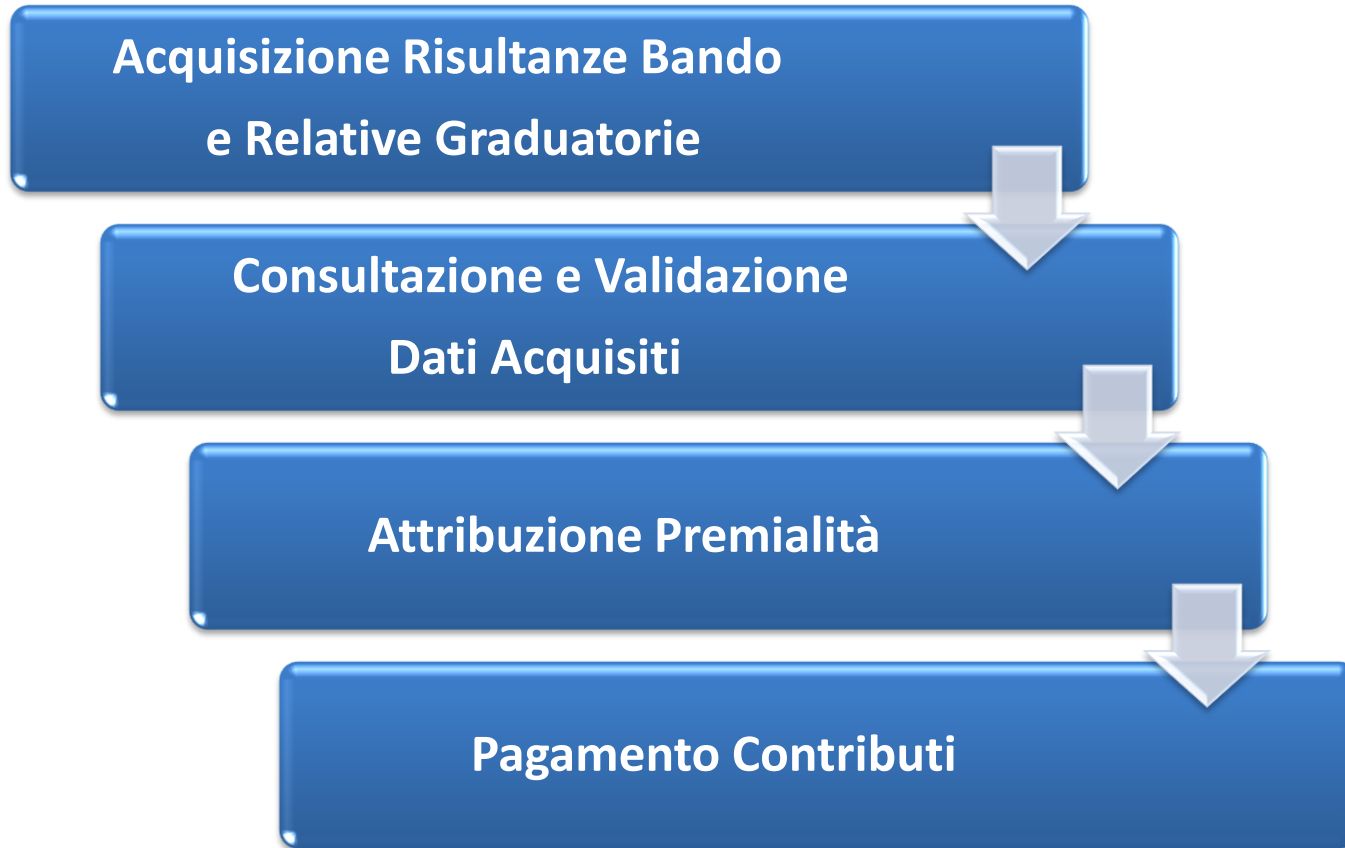 Acquisizione Risultanze Bando
e Relative Graduatorie
Consultazione e Validazione
Dati Acquisiti
Attribuzione Premialità
Pagamento Contributi